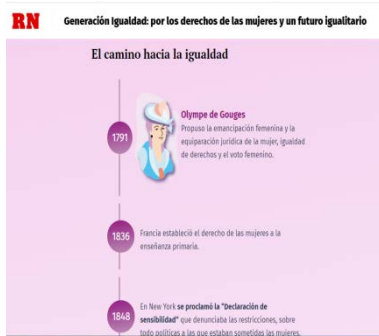 RN
Generación Igualdad: por los derechos de las mujeres y un futuro igualitario
El camino hacia la igualdad
1791
Olympe de Gouges
Propuso la emancipación femenina y la
equiparación jurídica de la mujer, igualdad
de derechos y el voto femenino.
1836
Francia estableció el derecho de las mujeres a la
enseñanza primaria.
1848
En New York se proclamó la "Declaración de
sensibilidad" que denunciaba las restricciones, sobre
todo políticas a las que estaban sometidas las mujeres.